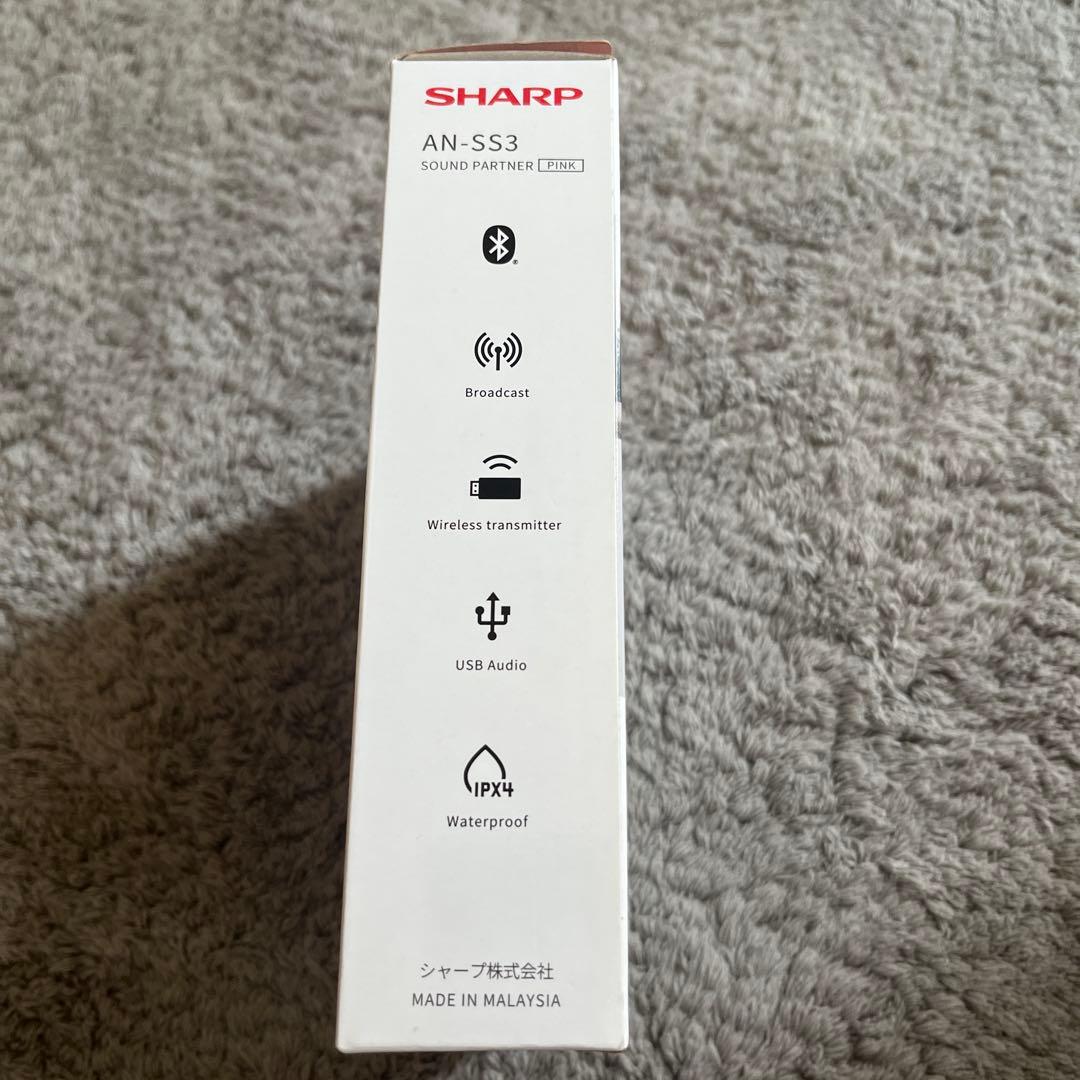 SHARP
AN-SS3
SOUND PARTNER PINK
Broadcast
Wireless transmitter
USB Audio
IPX4
Waterproof
シャープ株式会社
MADE IN MALAYSIA